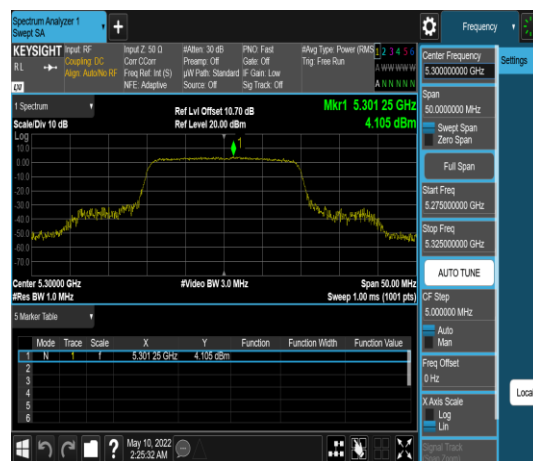 Spectrum Analyzer 1
Swept SA
Frequency
KEYSIGHT
RL
Input: RF
Coupling: DC
Align: Auto/No RF
Input Z: 50 Ω
Corr CCorr
Freq Ref: Int (S)
NFE: Adaptive
#Atten: 30 dB
Preamp: Off
µW Path: Standard
Source: Off
PNO: Fast
Gate: Off
IF Gain: Low
Sig Track: Off
#Avg Type: Power (RMS
Trig: Free Run
1 2 3 4 5 6
A W W W W W
A N N N N N
LXI
1 Spectrum
Scale/Div 10 dB
Ref Lvl Offset 10.70 dB
Ref Level 20.00 dBm
Mkr1 5.301 25 GHz
4.105 dBm
Log
10.0
0.00
-10.0
-20.0
-30.0
-40.0
-50.0
-60.0
-70.0
1
Center 5.30000 GHz
#Res BW 1.0 MHz
#Video BW 3.0 MHz
Span 50.00 MHz
Sweep 1.00 ms (1001 pts)
5 Marker Table
Mode Trace Scale X Y Function Function Width Function Value
1 N 1 f 5.301 25 GHz 4.105 dBm
2
3
4
5
6
?
May 10, 2022
2:25:32 AM
Center Frequency
5.300000000 GHz
Settings
Span
50.0000000 MHz
Swept Span
Zero Span
Full Span
Start Freq
5.275000000 GHz
Stop Freq
5.325000000 GHz
AUTO TUNE
CF Step
5.000000 MHz
Auto
Man
Freq Offset
0 Hz
X Axis Scale
Log
Lin
Local
Signal Track
(Span Zoom)